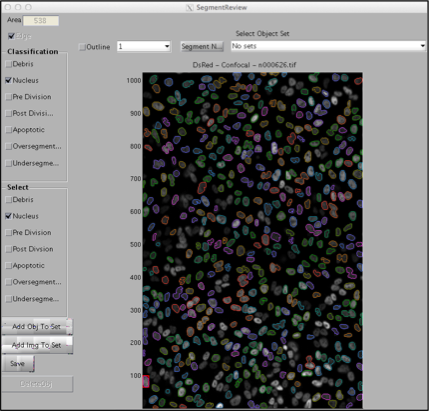 SegmentReview
Area 538
Edge
Select Object Set
Outline 1 Segment N... No sets
Classification
Debris
Nucleus
Pre Division
Post Divisi...
Apoptotic
Oversegment...
Undersegme...
Select
Debris
Nucleus
Pre Division
Post Dvision
Apoptotic
Oversegment...
Undersegme...
Add Obj To Set
Add Img To Set
Save
DsRed - Confocal - n000626.tif
1000
900
800
700
600
500
400
300
200
100